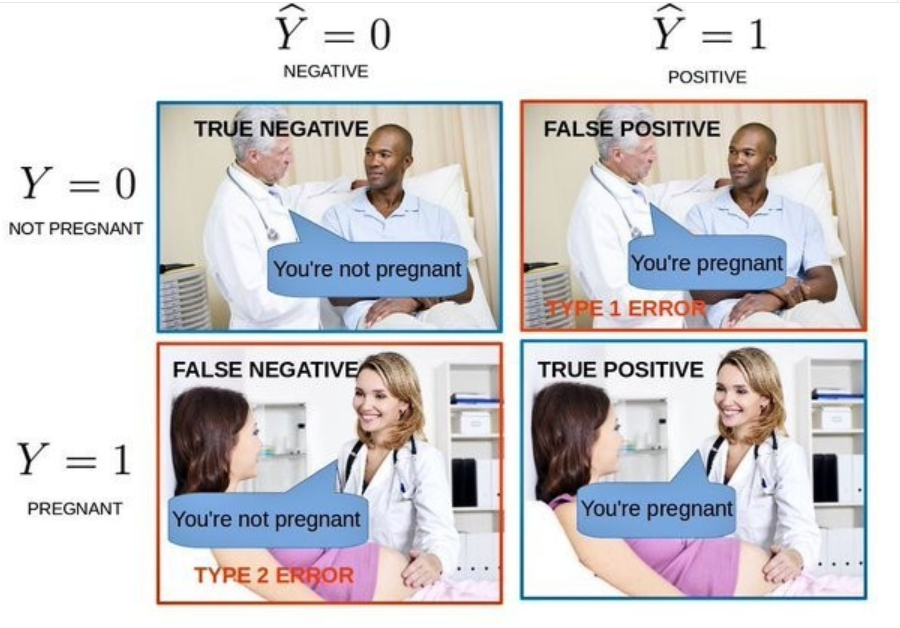 Ŷ = 0
NEGATIVE
Ŷ = 1
POSITIVE
Y = 0
NOT PREGNANT
TRUE NEGATIVE
You're not pregnant
FALSE POSITIVE
You're pregnant
TYPE 1 ERROR
Y = 1
PREGNANT
FALSE NEGATIVE
You're not pregnant
TYPE 2 ERROR
TRUE POSITIVE
You're pregnant